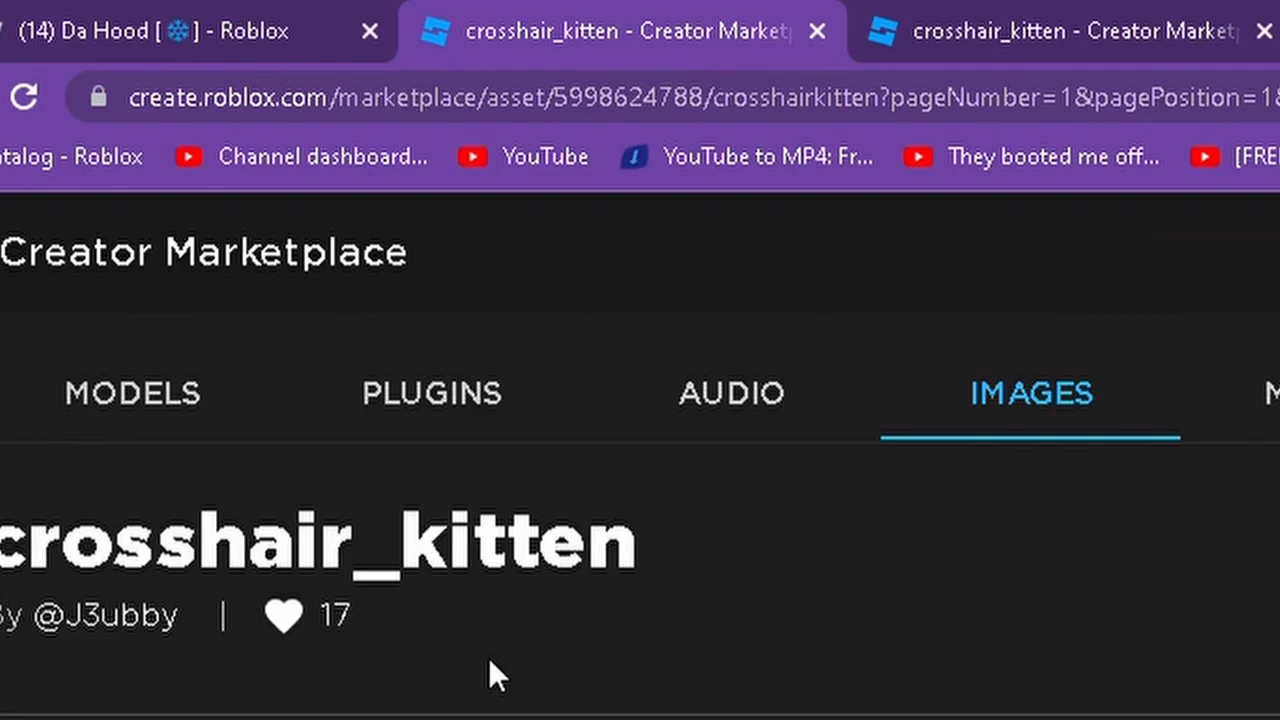 (14) Da Hood [ ❄ ] - Roblox crosshair_kitten - Creator Market crosshair_kitten - Creator Market
create.roblox.com/marketplace/asset/5998624788/crosshairkitten?pageNumber=1&pagePosition=1&
atalog - Roblox Channel dashboard... YouTube YouTube to MP4: Fr... They booted me off... [FREE
Creator Marketplace
MODELS PLUGINS AUDIO IMAGES M
crosshair_kitten
By @J3ubby | 17